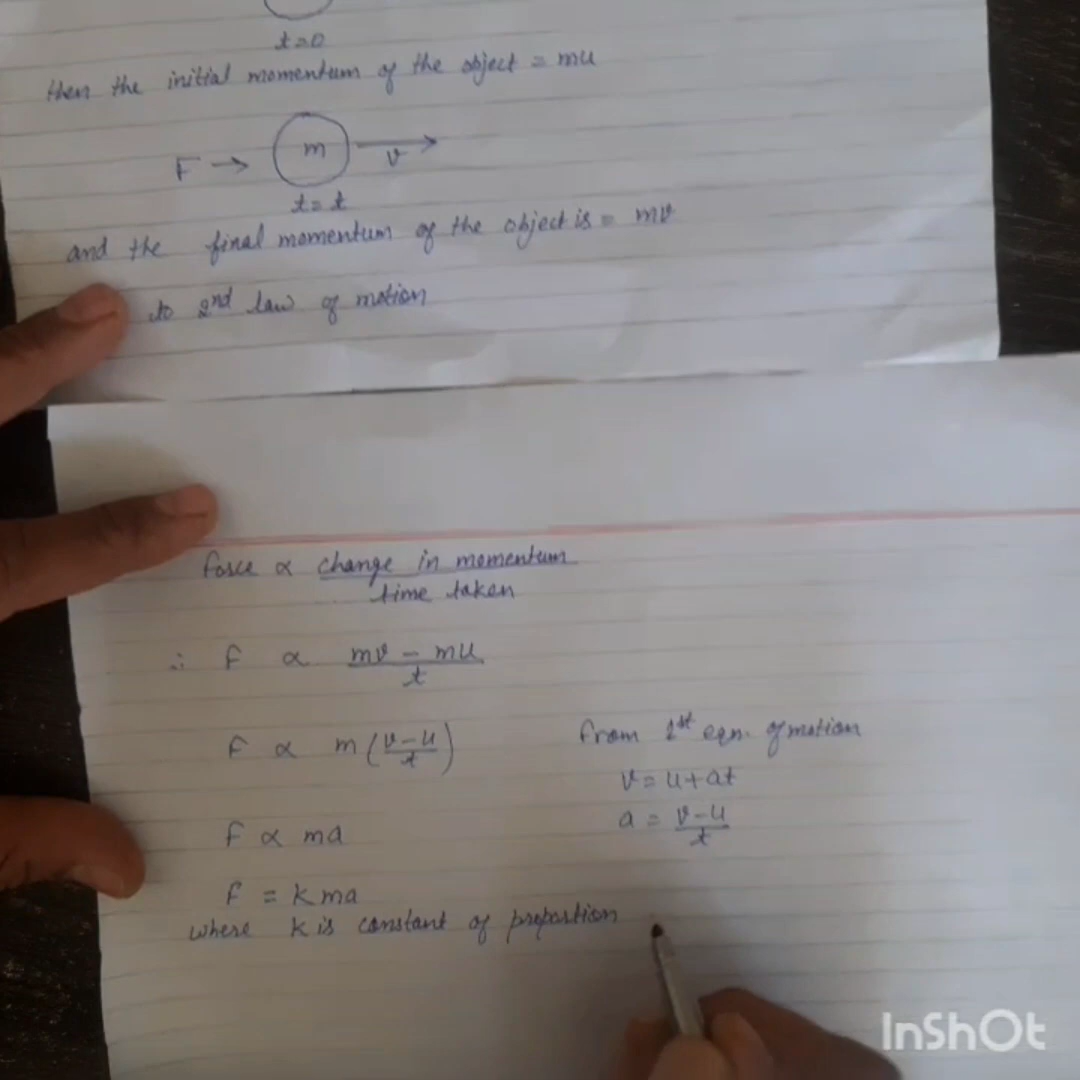 t=0
then the initial momentum of the object = mu
F → m v
t=t
and the final momentum of the object is = mv
to 2nd law of motion
force ∝ change in momentum
time taken
∴ F ∝ mv - mu
t
F ∝ m (v-u/t)
from 1st eqn. of motion
v = u + at
F ∝ ma
a = v-u
t
F = k ma
where k is constant of proportion
InShOt